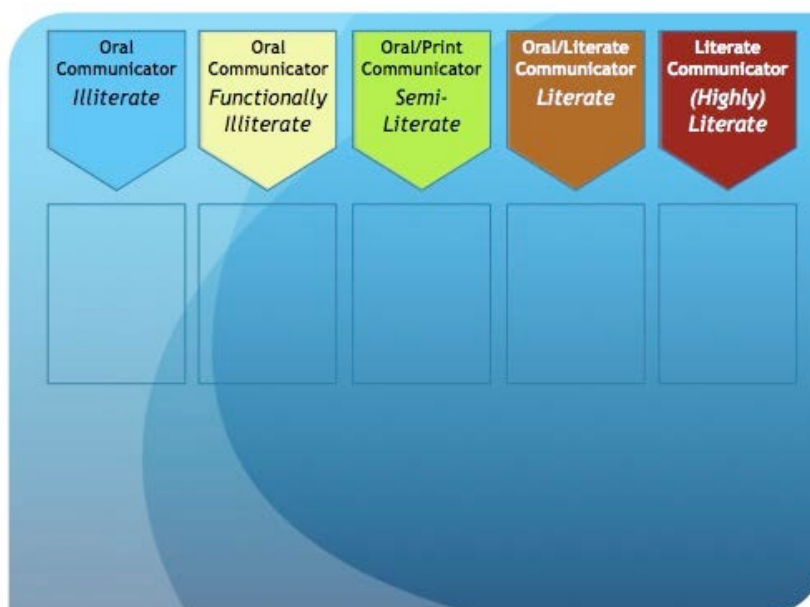 Oral
Communicator
Illiterate
Oral
Communicator
Functionally
Illiterate
Oral/Print
Communicator
Semi-
Literate
Oral/Literate
Communicator
Literate
Literate
Communicator
(Highly)
Literate